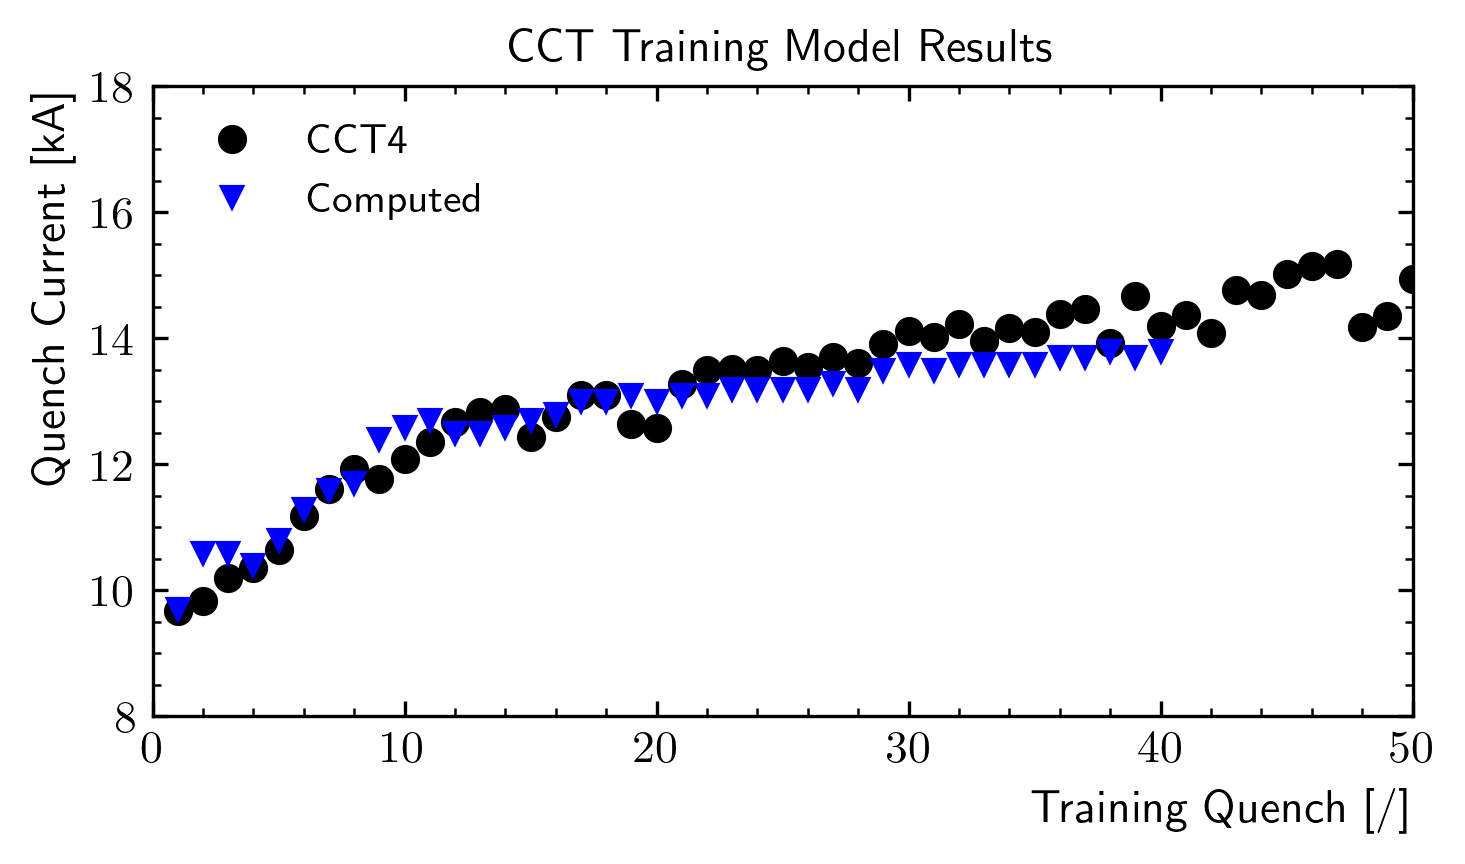 CCT Training Model Results
Quench Current [kA]
18
16
14
12
10
8
CCT4
Computed
0 10 20 30 40 50
Training Quench [/]